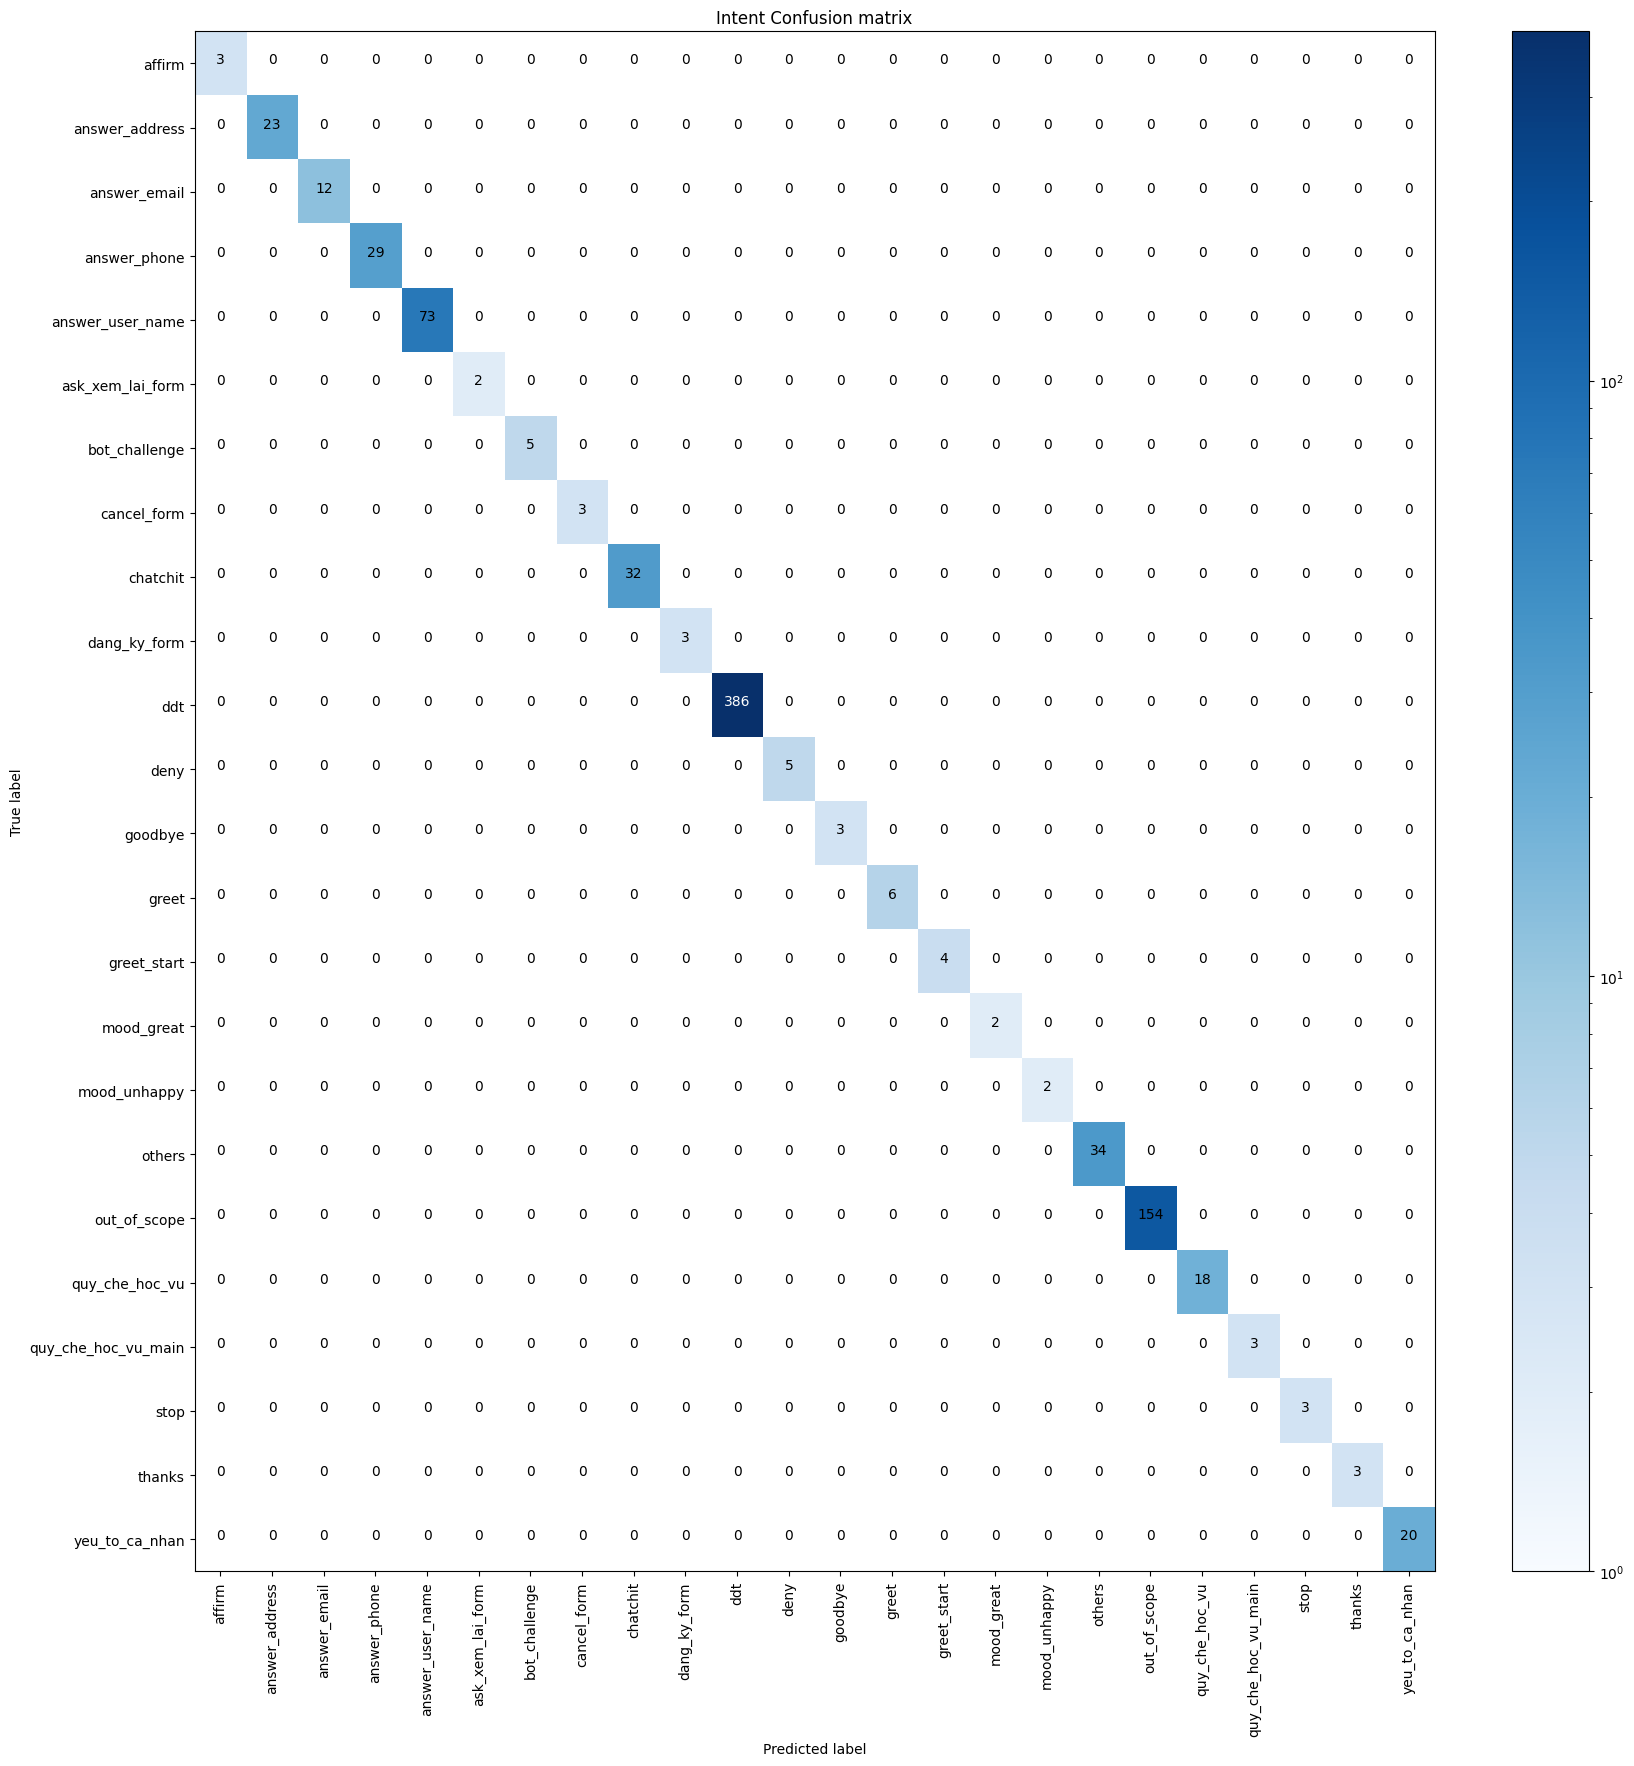 Intent Confusion matrix
affirm 3 0 0 0 0 0 0 0 0 0 0 0 0 0 0 0 0 0 0 0 0 0 0 0
answer_address 0 23 0 0 0 0 0 0 0 0 0 0 0 0 0 0 0 0 0 0 0 0 0 0
answer_email 0 0 12 0 0 0 0 0 0 0 0 0 0 0 0 0 0 0 0 0 0 0 0 0
answer_phone 0 0 0 29 0 0 0 0 0 0 0 0 0 0 0 0 0 0 0 0 0 0 0 0
answer_user_name 0 0 0 0 73 0 0 0 0 0 0 0 0 0 0 0 0 0 0 0 0 0 0 0
ask_xem_lai_form 0 0 0 0 0 2 0 0 0 0 0 0 0 0 0 0 0 0 0 0 0 0 0 0
10²
bot_challenge 0 0 0 0 0 0 5 0 0 0 0 0 0 0 0 0 0 0 0 0 0 0 0 0
cancel_form 0 0 0 0 0 0 0 3 0 0 0 0 0 0 0 0 0 0 0 0 0 0 0 0
chatchit 0 0 0 0 0 0 0 0 32 0 0 0 0 0 0 0 0 0 0 0 0 0 0 0
dang_ky_form 0 0 0 0 0 0 0 0 0 3 0 0 0 0 0 0 0 0 0 0 0 0 0 0
ddt 0 0 0 0 0 0 0 0 0 0 386 0 0 0 0 0 0 0 0 0 0 0 0 0
deny 0 0 0 0 0 0 0 0 0 0 0 5 0 0 0 0 0 0 0 0 0 0 0 0
True label
goodbye 0 0 0 0 0 0 0 0 0 0 0 0 3 0 0 0 0 0 0 0 0 0 0 0
greet 0 0 0 0 0 0 0 0 0 0 0 0 0 6 0 0 0 0 0 0 0 0 0 0
greet_start 0 0 0 0 0 0 0 0 0 0 0 0 0 0 4 0 0 0 0 0 0 0 0 0
10¹
mood_great 0 0 0 0 0 0 0 0 0 0 0 0 0 0 0 2 0 0 0 0 0 0 0 0
mood_unhappy 0 0 0 0 0 0 0 0 0 0 0 0 0 0 0 0 2 0 0 0 0 0 0 0
others 0 0 0 0 0 0 0 0 0 0 0 0 0 0 0 0 0 34 0 0 0 0 0 0
out_of_scope 0 0 0 0 0 0 0 0 0 0 0 0 0 0 0 0 0 0 154 0 0 0 0 0
quy_che_hoc_vu 0 0 0 0 0 0 0 0 0 0 0 0 0 0 0 0 0 0 0 18 0 0 0 0
quy_che_hoc_vu_main 0 0 0 0 0 0 0 0 0 0 0 0 0 0 0 0 0 0 0 0 3 0 0 0
stop 0 0 0 0 0 0 0 0 0 0 0 0 0 0 0 0 0 0 0 0 0 3 0 0
thanks 0 0 0 0 0 0 0 0 0 0 0 0 0 0 0 0 0 0 0 0 0 0 3 0
yeu_to_ca_nhan 0 0 0 0 0 0 0 0 0 0 0 0 0 0 0 0 0 0 0 0 0 0 0 20
10⁰
affirm
answer_address
answer_email
answer_phone
answer_user_name
ask_xem_lai_form
bot_challenge
cancel_form
chatchit
dang_ky_form
ddt
deny
goodbye
greet
greet_start
mood_great
mood_unhappy
others
out_of_scope
quy_che_hoc_vu
quy_che_hoc_vu_main
stop
thanks
yeu_to_ca_nhan
Predicted label